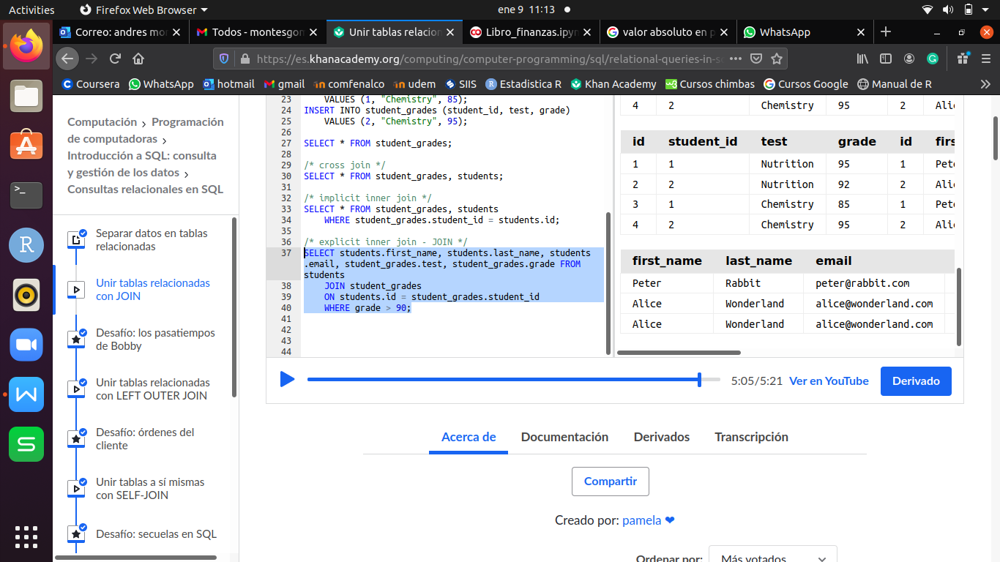 Activities
Firefox Web Browser
ene 9 11:13
Correo: andres mo
Todos - montesgon
Unir tablas relacion
Libro_finanzas.ipyn
valor absoluto en p
WhatsApp
https://es.khanacademy.org/computing/computer-programming/sql/relational-queries-in-s
Coursera
WhatsApp
hotmail
gmail
comfenalco
udem
SIIS
Estadistica R
Khan Academy
Cursos chimbas
Cursos Google
Manual de R
Computación
Programación
de computadoras
Introducción a SQL: consulta
y gestión de los datos
Consultas relacionales en SQL
Separar datos en tablas
relacionadas
Unir tablas relacionadas
con JOIN
Desafío: los pasatiempos
de Bobby
Unir tablas relacionadas
con LEFT OUTER JOIN
Desafío: órdenes del
cliente
Unir tablas a sí mismas
con SELF-JOIN
Desafío: secuelas en SQL
23 VALUES (1, "Chemistry", 85);
24 INSERT INTO student_grades (student_id, test, grade)
25 VALUES (2, "Chemistry", 95);
26
27 SELECT * FROM student_grades;
28
29 /* cross join */
30 SELECT * FROM student_grades, students;
31
32 /* implicit inner join */
33 SELECT * FROM student_grades, students
34 WHERE student_grades.student_id = students.id;
35
36 /* explicit inner join - JOIN */
37 SELECT students.first_name, students.last_name, students
.email, student_grades.test, student_grades.grade FROM
students
38 JOIN student_grades
39 ON students.id = student_grades.student_id
40 WHERE grade > 90;
41
42
43
44
4 2 Chemistry 95 2 Alic
id student_id test grade id firs
1 1 Nutrition 95 1 Pete
2 2 Nutrition 92 2 Alic
3 1 Chemistry 85 1 Pete
4 2 Chemistry 95 2 Alic
first_name last_name email
Peter Rabbit peter@rabbit.com
Alice Wonderland alice@wonderland.com
Alice Wonderland alice@wonderland.com
5:05/5:21
Ver en YouTube
Derivado
Acerca de
Documentación
Derivados
Transcripción
Compartir
Creado por: pamela ❤
Ordenar por:
Más votados